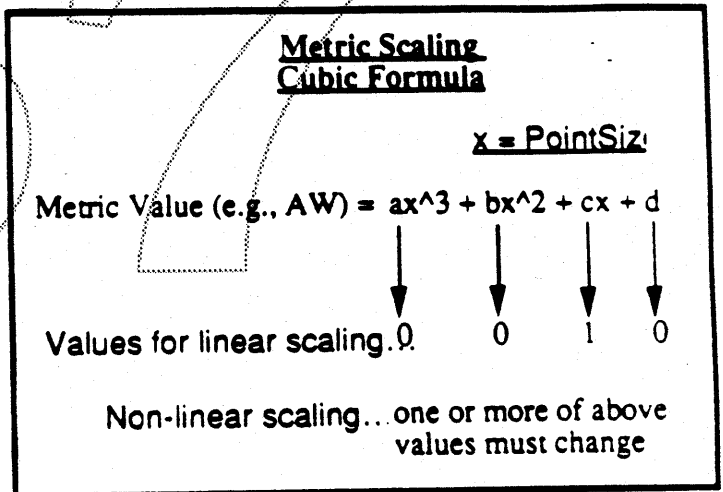 Metric Scaling
Cubic Formula
x = PointSize
Metric Value (e.g., AW) = ax^3 + bx^2 + cx + d
Values for linear scaling... 0 0 1 0
Non-linear scaling... one or more of above
values must change